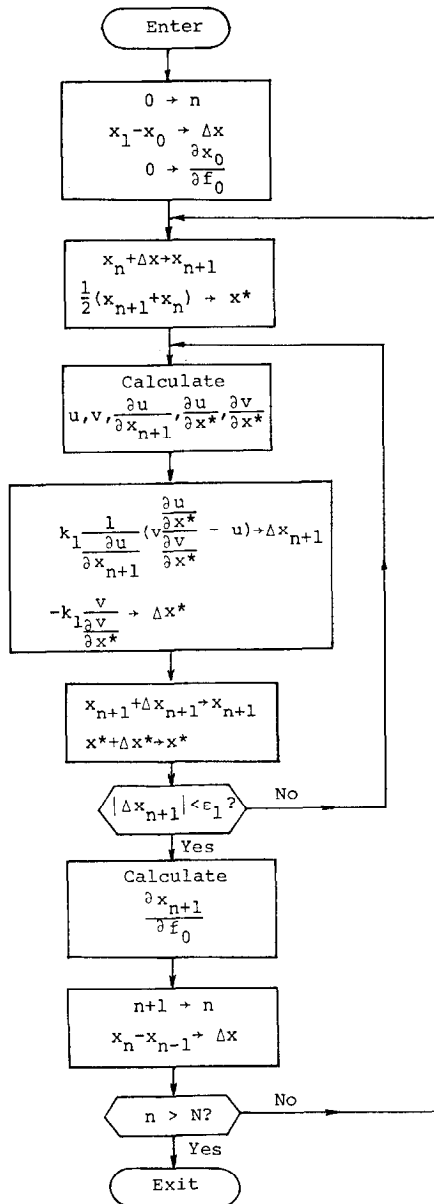 Enter
0 → n
x₁-x₀ → Δx
0 → ∂x₀/∂f₀
xₙ+Δx→xₙ₊₁
1/2(xₙ₊₁+xₙ) → x*
Calculate
u,v,∂u/∂xₙ₊₁,∂u/∂x*,∂v/∂x*
k₁ 1/(∂u/∂xₙ₊₁) (v (∂u/∂x*)/(∂v/∂x*) - u)→Δxₙ₊₁
-k₁ v/(∂v/∂x*) → Δx*
xₙ₊₁+Δxₙ₊₁→xₙ₊₁
x*+Δx*→x*
|Δxₙ₊₁|<ε₁?
No
Yes
Calculate
∂xₙ₊₁/∂f₀
n+1 → n
xₙ-xₙ₋₁→ Δx
n > N?
No
Yes
Exit